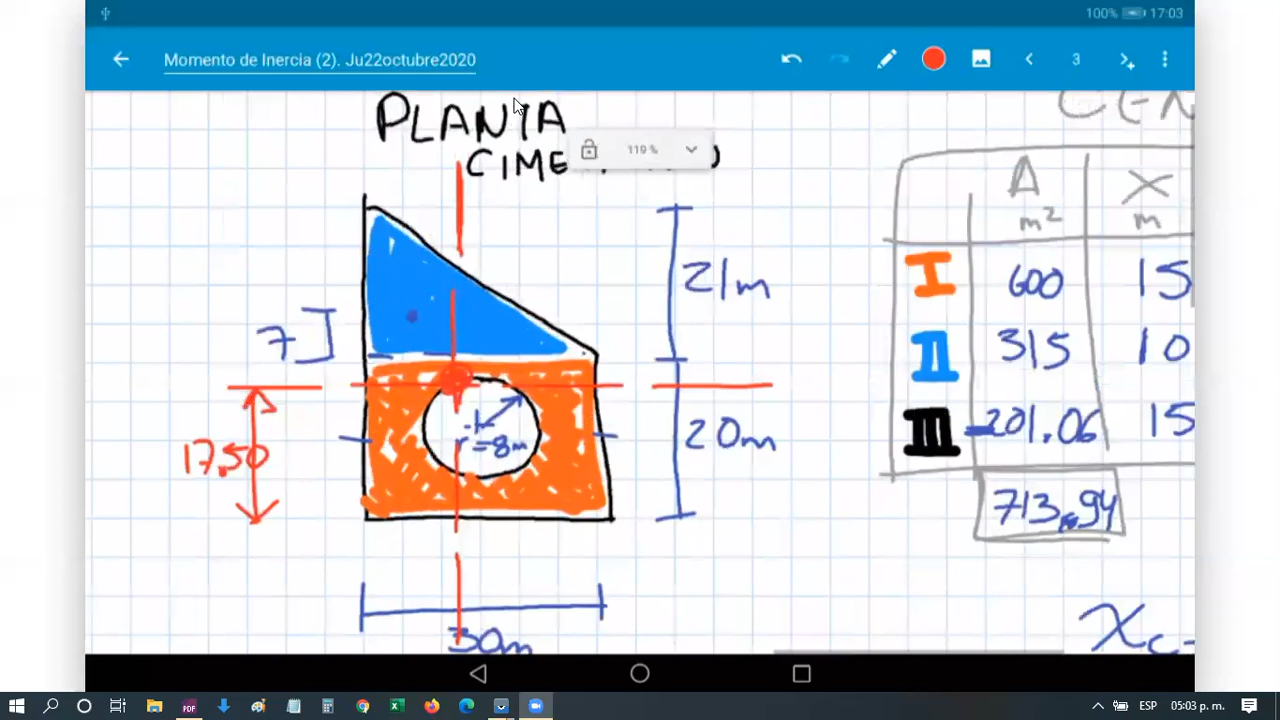 100% 17:03
Momento de Inercia (2). Ju22octubre2020
3
PLANTA
119 %
CIME
A
m²
X
m
21m
I 600 15
7
II 315 10
20m
r=8m
III -201.06 15
17.50
713.94
30m
Xc=
ESP 05:03 p. m.